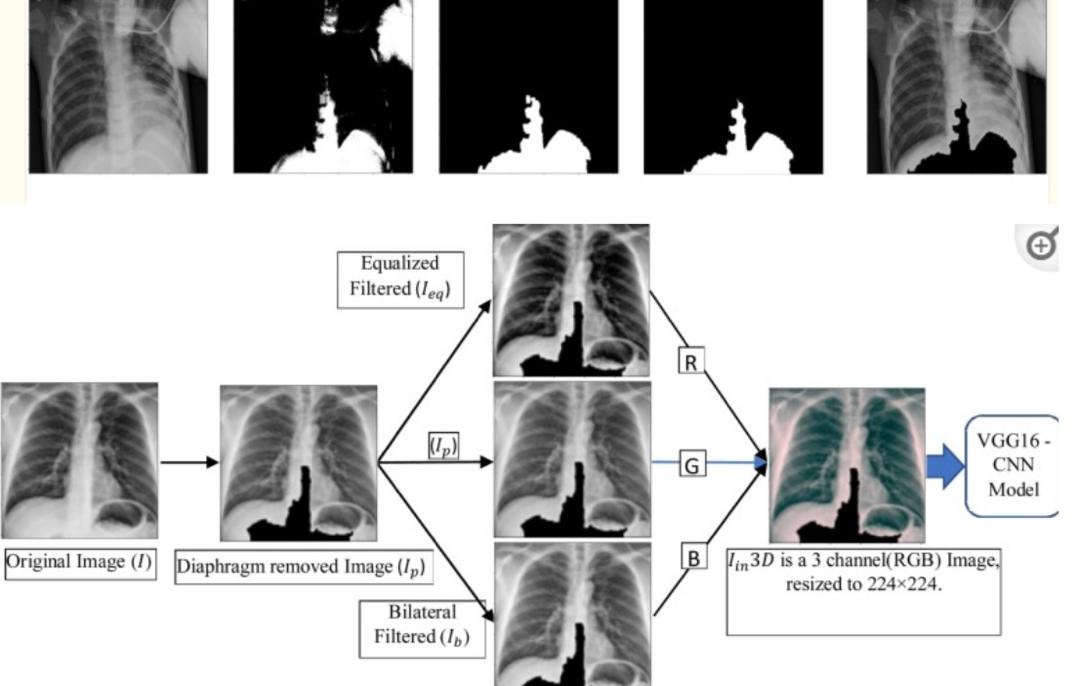 Equalized
Filtered (I_eq)
R
(I_p)
G
VGG16 -
CNN
Model
Original Image (I)
Diaphragm removed Image (I_p)
B
I_in3D is a 3 channel(RGB) Image,
resized to 224×224.
Bilateral
Filtered (I_b)